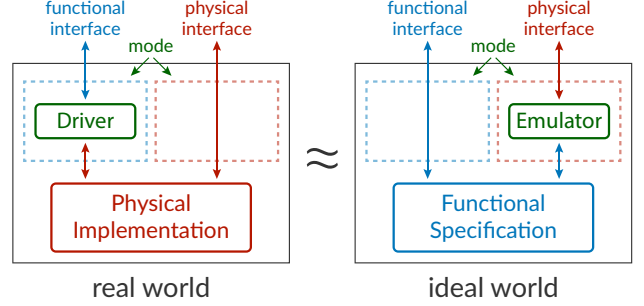 functional
interface
physical
interface
mode
Driver
Physical
Implementation
real world
≈
functional
interface
physical
interface
mode
Emulator
Functional
Specification
ideal world